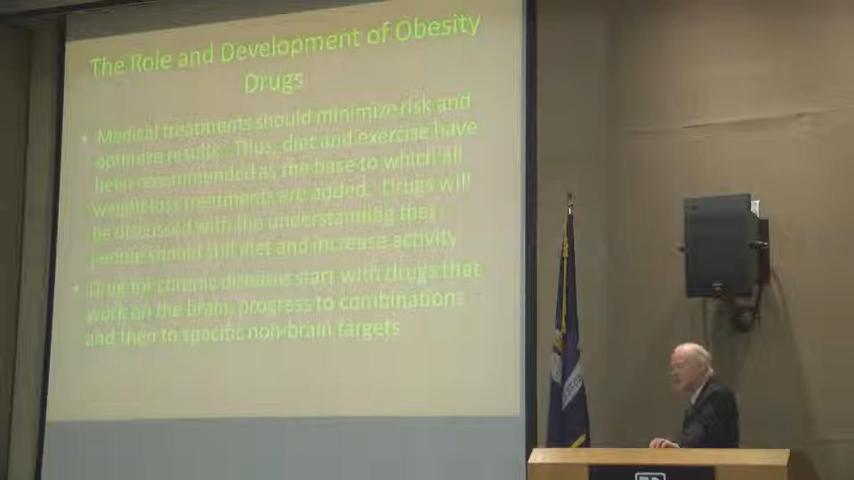 The Role and Development of Obesity
Drugs
• Medical treatments should minimize risk and
optimize results. Thus, diet and exercise have
been recommended as the base to which all
weight loss treatments are added. Drugs will
be discussed with the understanding that
people should still diet and increase activity
• Drug for chronic diseases start with drugs that
work on the brain, progress to combinations
and then to specific non-brain targets